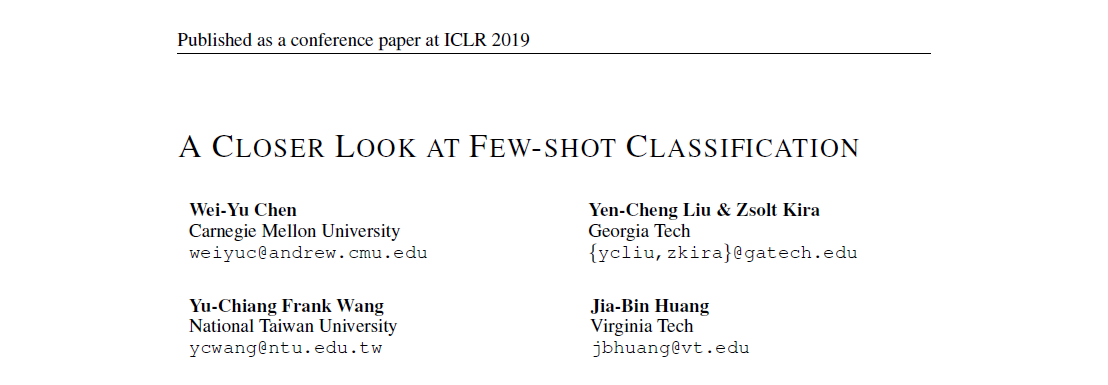 Published as a conference paper at ICLR 2019
A CLOSER LOOK AT FEW-SHOT CLASSIFICATION
Wei-Yu Chen
Carnegie Mellon University
weiyuc@andrew.cmu.edu
Yen-Cheng Liu & Zsolt Kira
Georgia Tech
{ycliu,zkira}@gatech.edu
Yu-Chiang Frank Wang
National Taiwan University
ycwang@ntu.edu.tw
Jia-Bin Huang
Virginia Tech
jbhuang@vt.edu